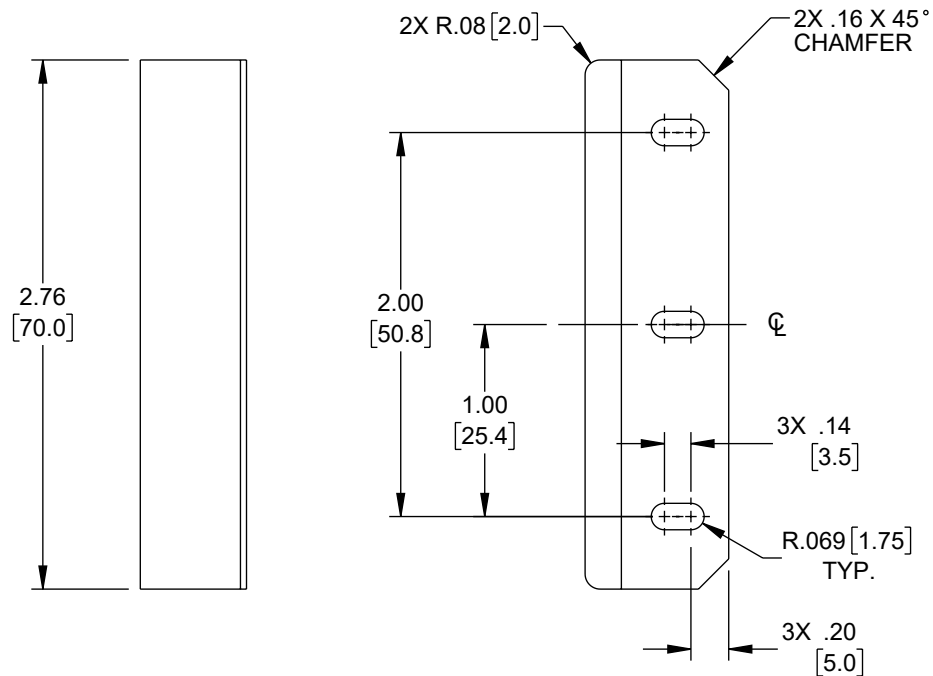 2X R.08 [2.0]
2X .16 X 45°
CHAMFER
2.76
[70.0]
2.00
[50.8]
℄
1.00
[25.4]
3X .14
[3.5]
R.069 [1.75]
TYP.
3X .20
[5.0]